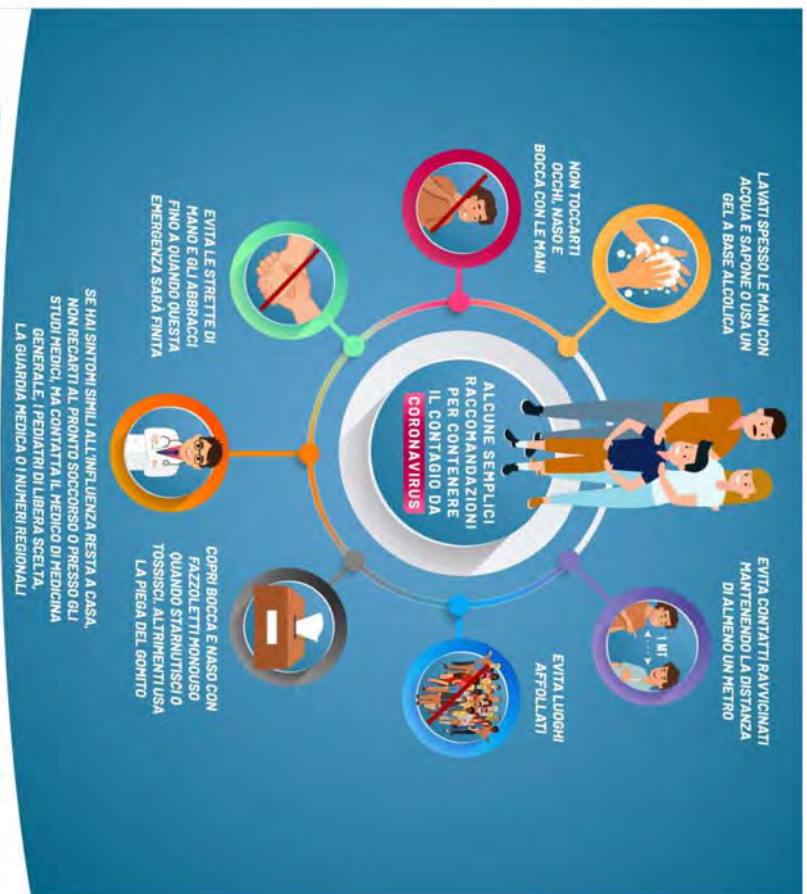 ALCUNE SEMPLICI
RACCOMANDAZIONI
PER CONTENERE
IL CONTAGIO DA
CORONAVIRUS
LAVATI SPESSO LE MANI CON
ACQUA E SAPONE O USA UN
GEL A BASE ALCOLICA
NON TOCCARTI
OCCHI, NASO E
BOCCA CON LE MANI
EVITA LE STRETTE DI
MANO E GLI ABBRACCI
FINO A QUANDO QUESTA
EMERGENZA SARÀ FINITA
EVITA CONTATTI RAVVICINATI
MANTENENDO LA DISTANZA
DI ALMENO UN METRO
1 MT
EVITA LUOGHI
AFFOLLATI
COPRI BOCCA E NASO CON
FAZZOLETTI MONOUSO
QUANDO STARNUTISCI O
TOSSISCI, ALTRIMENTI USA
LA PIEGA DEL GOMITO
SE HAI SINTOMI SIMILI ALL'INFLUENZA RESTA A CASA,
NON RECARTI AL PRONTO SOCCORSO O PRESSO GLI
STUDI MEDICI, MA CONTATTA IL MEDICO DI MEDICINA
GENERALE, I PEDIATRI DI LIBERA SCELTA,
LA GUARDIA MEDICA O I NUMERI REGIONALI